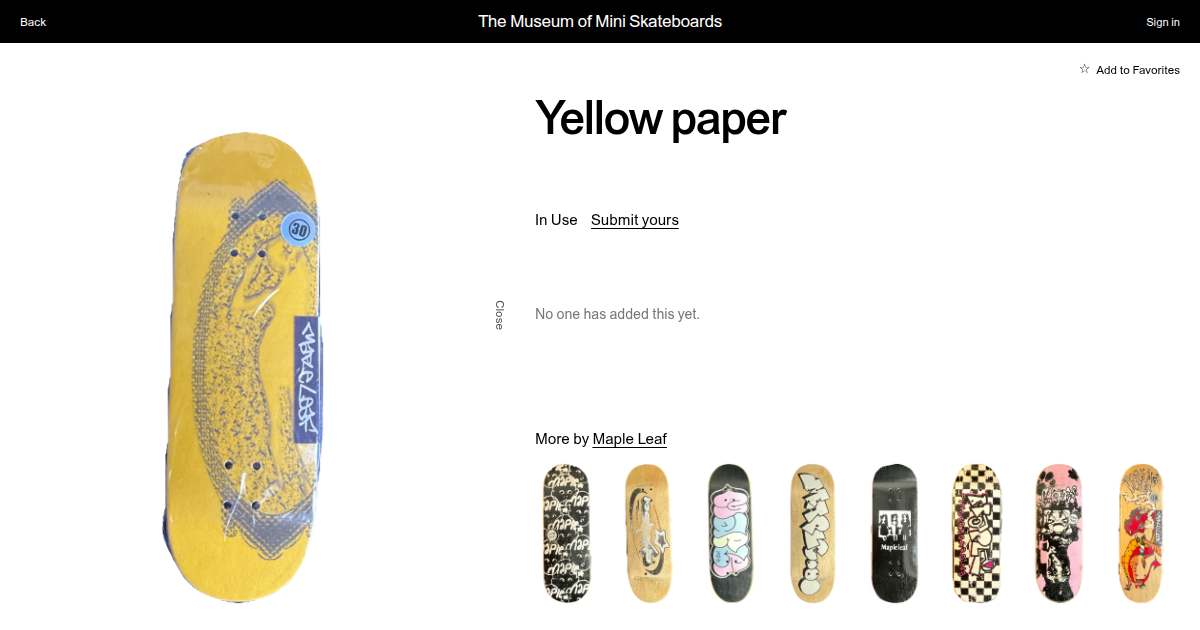 Back
The Museum of Mini Skateboards
Sign in
☆ Add to Favorites
Yellow paper
30
In Use Submit yours
Close
No one has added this yet.
More by Maple Leaf
Mapleleaf